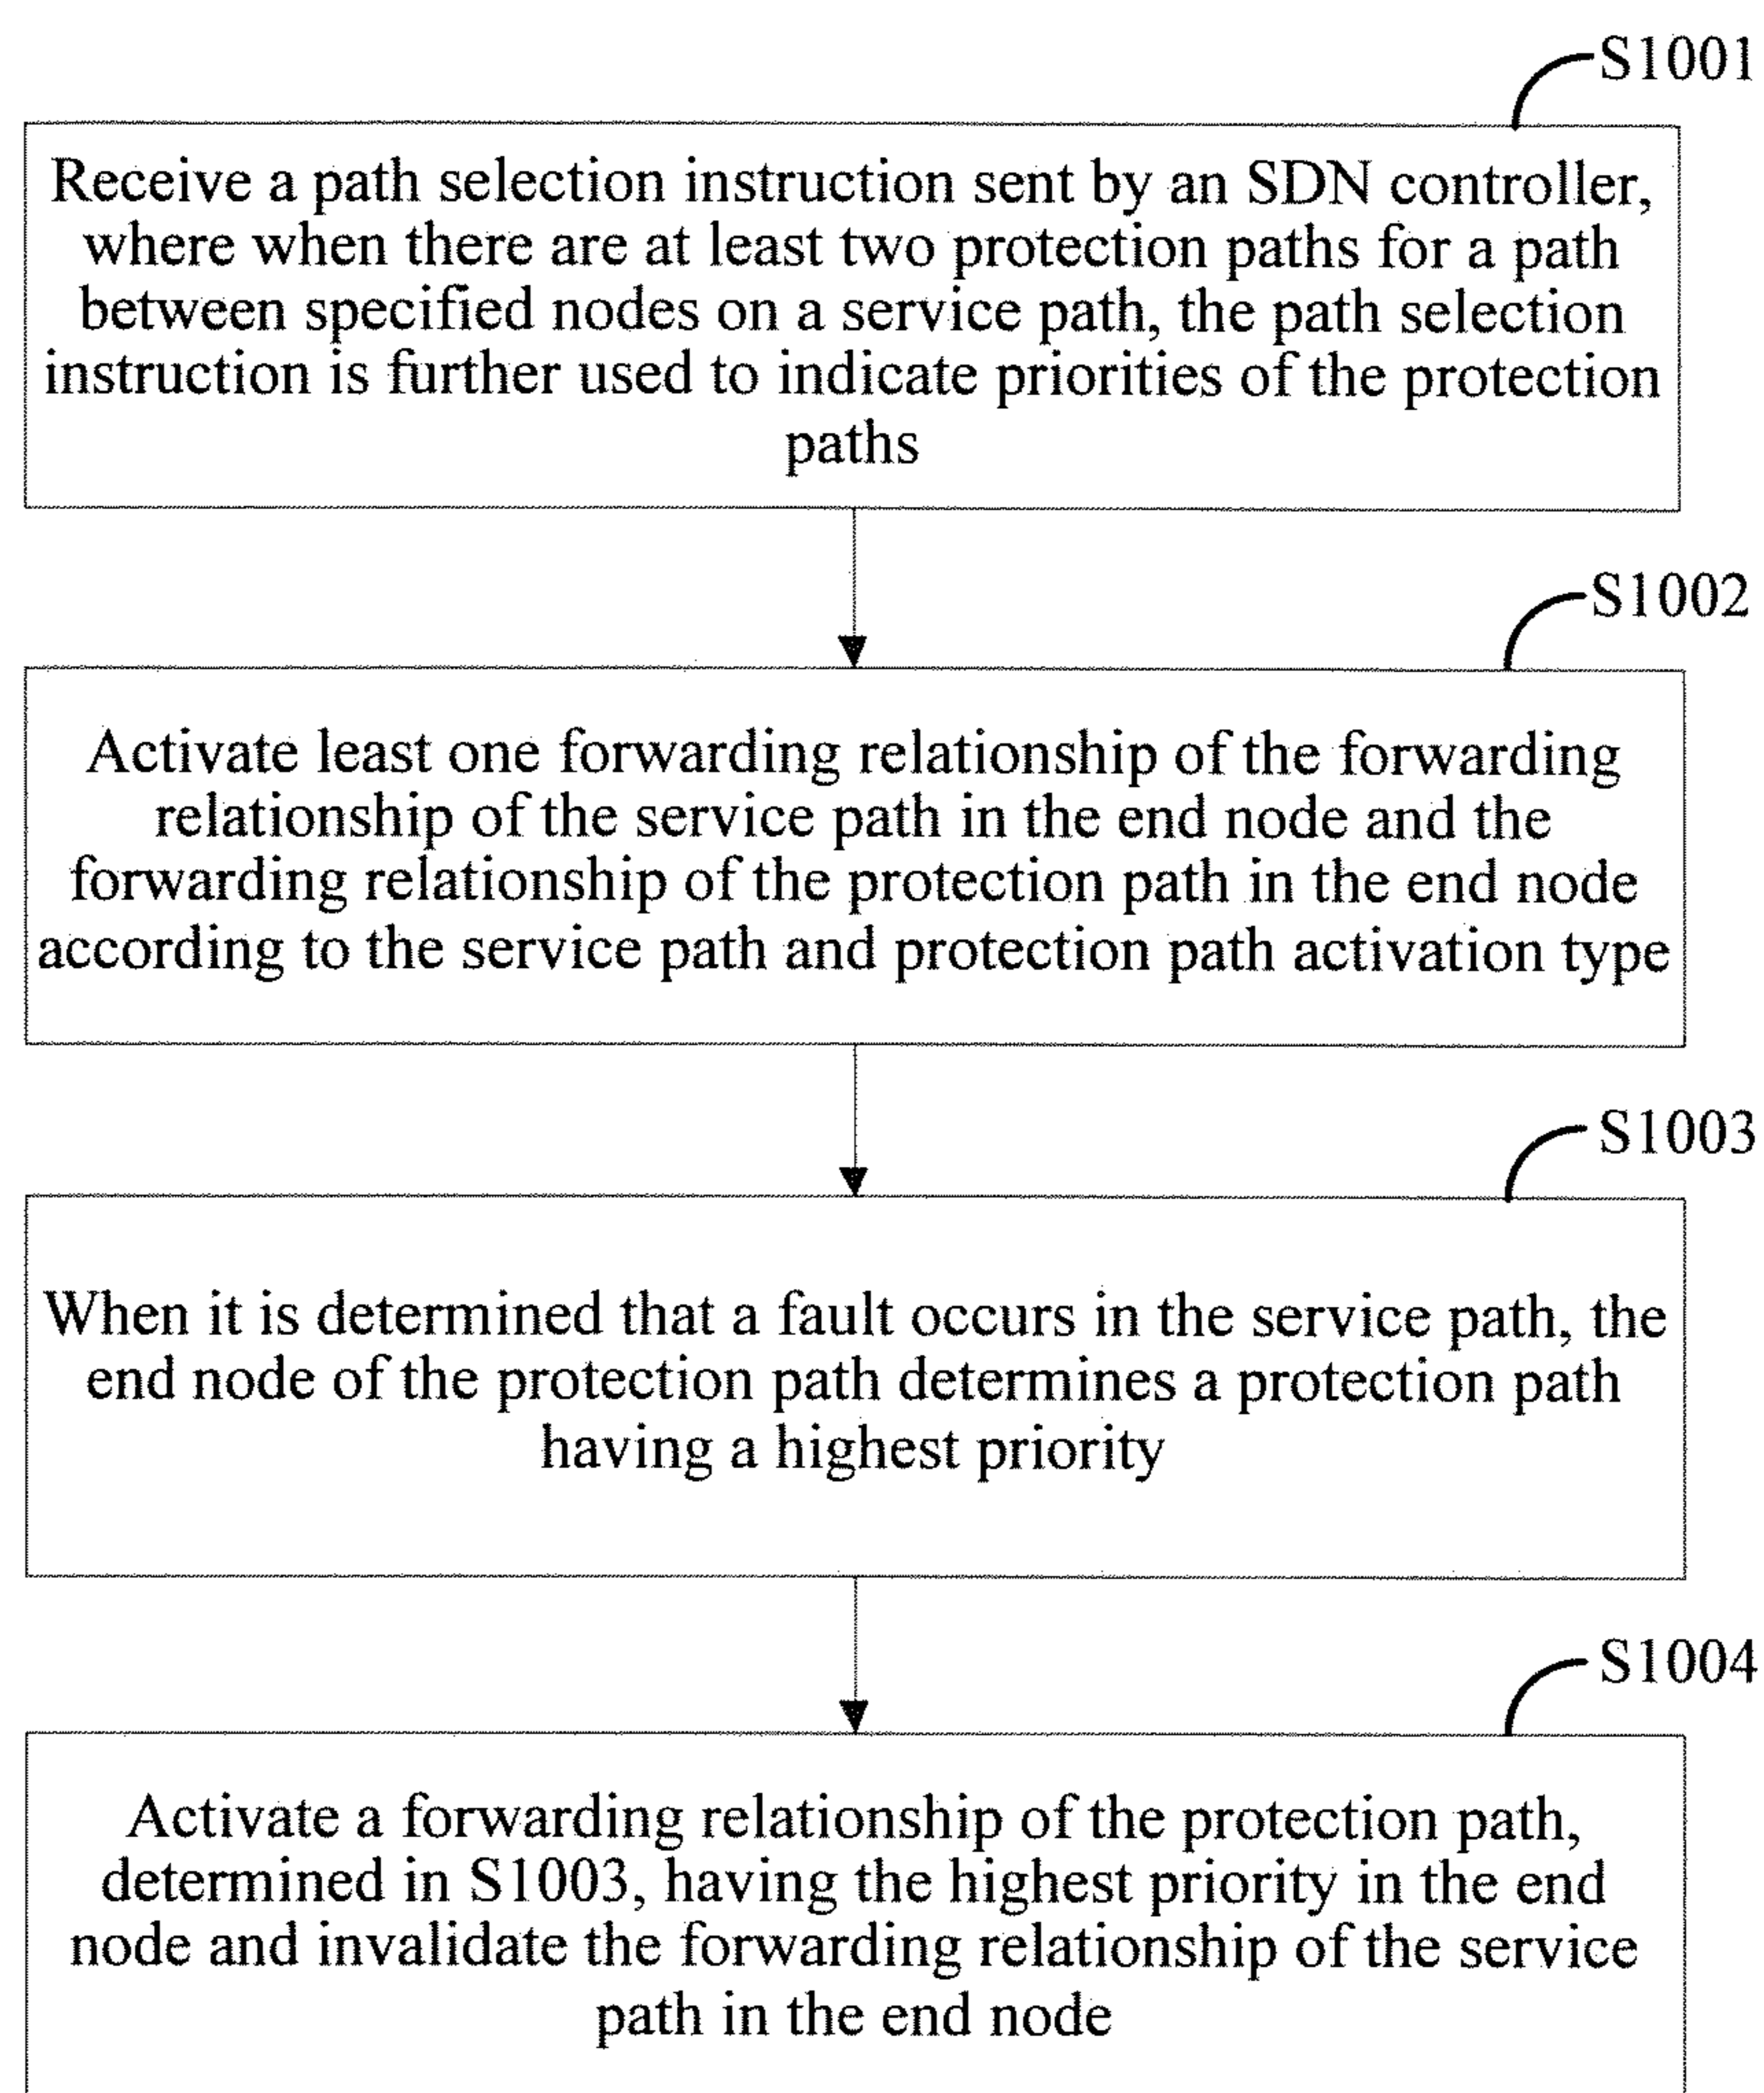 S1001
Receive a path selection instruction sent by an SDN controller,
where when there are at least two protection paths for a path
between specified nodes on a service path, the path selection
instruction is further used to indicate priorities of the protection
paths
S1002
Activate least one forwarding relationship of the forwarding
relationship of the service path in the end node and the
forwarding relationship of the protection path in the end node
according to the service path and protection path activation type
S1003
When it is determined that a fault occurs in the service path, the
end node of the protection path determines a protection path
having a highest priority
S1004
Activate a forwarding relationship of the protection path,
determined in S1003, having the highest priority in the end
node and invalidate the forwarding relationship of the service
path in the end node